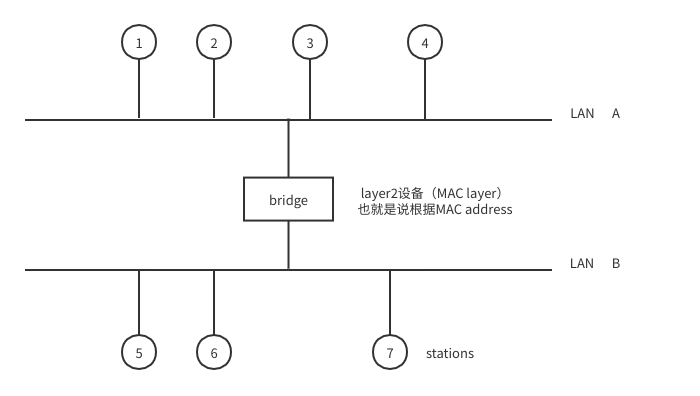 1
2
3
4
LAN A
bridge
layer2设备（MAC layer）
也就是说根据MAC address
LAN B
5
6
7
stations